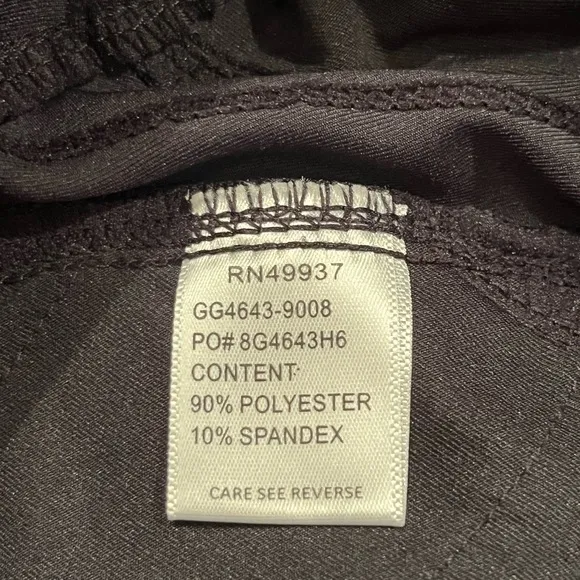 RN49937
GG4643-9008
PO# 8G4643H6
CONTENT:
90% POLYESTER
10% SPANDEX
CARE SEE REVERSE